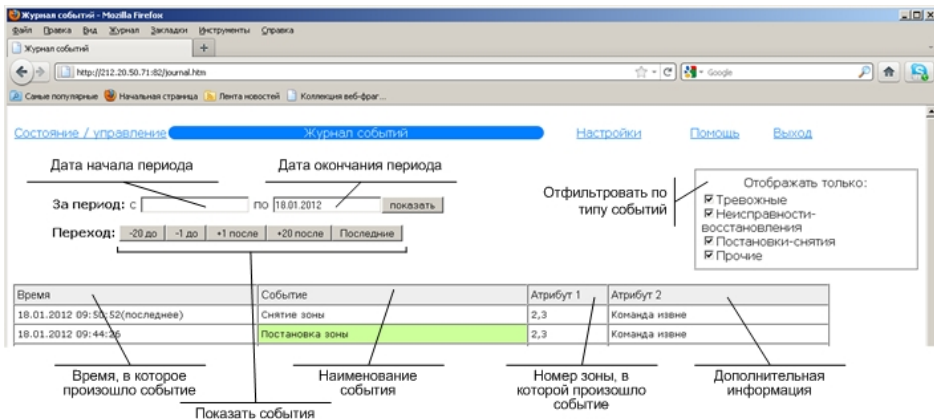 Журнал событий - Mozilla Firefox
Файл Правка Вид Журнал Закладки Инструменты Справка
Журнал событий +
http://212.20.50.71:82/journal.htm
Google
Самые популярные Начальная страница Лента новостей Коллекция веб-фраг...
Состояние / управление Журнал событий Настройки Помощь Выход
Дата начала периода Дата окончания периода
За период: с по 18.01.2012 показать
Переход: -20 до -1 до +1 после +20 после Последние
Отфильтровать по
типу событий
Отображать только:
Тревожные
Неисправности-
восстановления
Постановки-снятия
Прочие
Время Событие Атрибут 1 Атрибут 2
18.01.2012 09:50:52(последнее) Снятие зоны 2,3 Команда извне
18.01.2012 09:44:26 Постановка зоны 2,3 Команда извне
Время, в которое
произошло событие
Показать события
Наименование
события
Номер зоны, в
которой произошло
событие
Дополнительная
информация